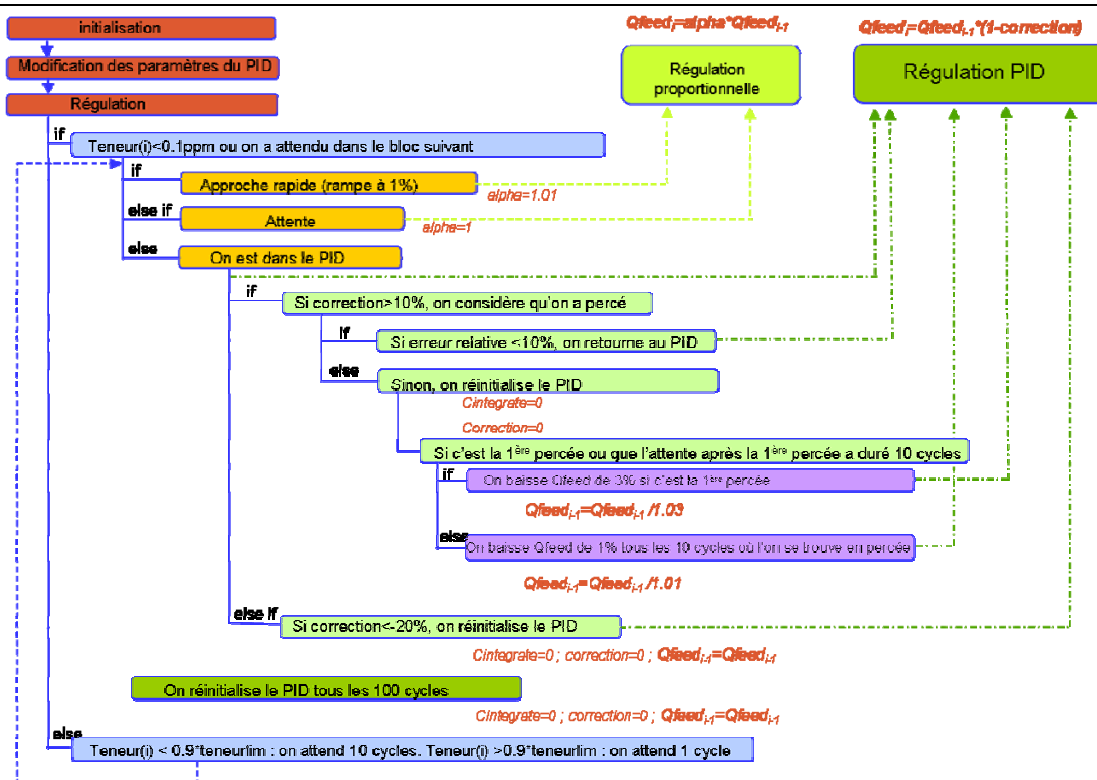 initialisation
Qfeedi=alpha*Qfeedi-1
Qfeedi=Qfeedi-1*(1-correction)
Modification des paramètres du PID
Régulation
proportionnelle
Régulation PID
Régulation
if
Teneur(i)<0.1ppm ou on a attendu dans le bloc suivant
if
Approche rapide (rampe à 1%)
alpha=1.01
else if
Attente
alpha=1
else
On est dans le PID
if
Si correction>10%, on considère qu'on a percé
if
Si erreur relative <10%, on retourne au PID
else
Sinon, on réinitialise le PID
Cintegrate=0
Correction=0
Si c'est la 1ère percée ou que l'attente après la 1ère percée a duré 10 cycles
if
On baisse Qfeed de 3% si c'est la 1ère percée
Qfeedi-1=Qfeedi-1 /1.03
else
On baisse Qfeed de 1% tous les 10 cycles où l'on se trouve en percée
Qfeedi-1=Qfeedi-1 /1.01
else if
Si correction<-20%, on réinitialise le PID
Cintegrate=0 ; correction=0 ; Qfeedi-1=Qfeedi-1
On réinitialise le PID tous les 100 cycles
Cintegrate=0 ; correction=0 ; Qfeedi-1=Qfeedi-1
else
Teneur(i) < 0.9*teneurlim : on attend 10 cycles. Teneur(i) >0.9*teneurlim : on attend 1 cycle